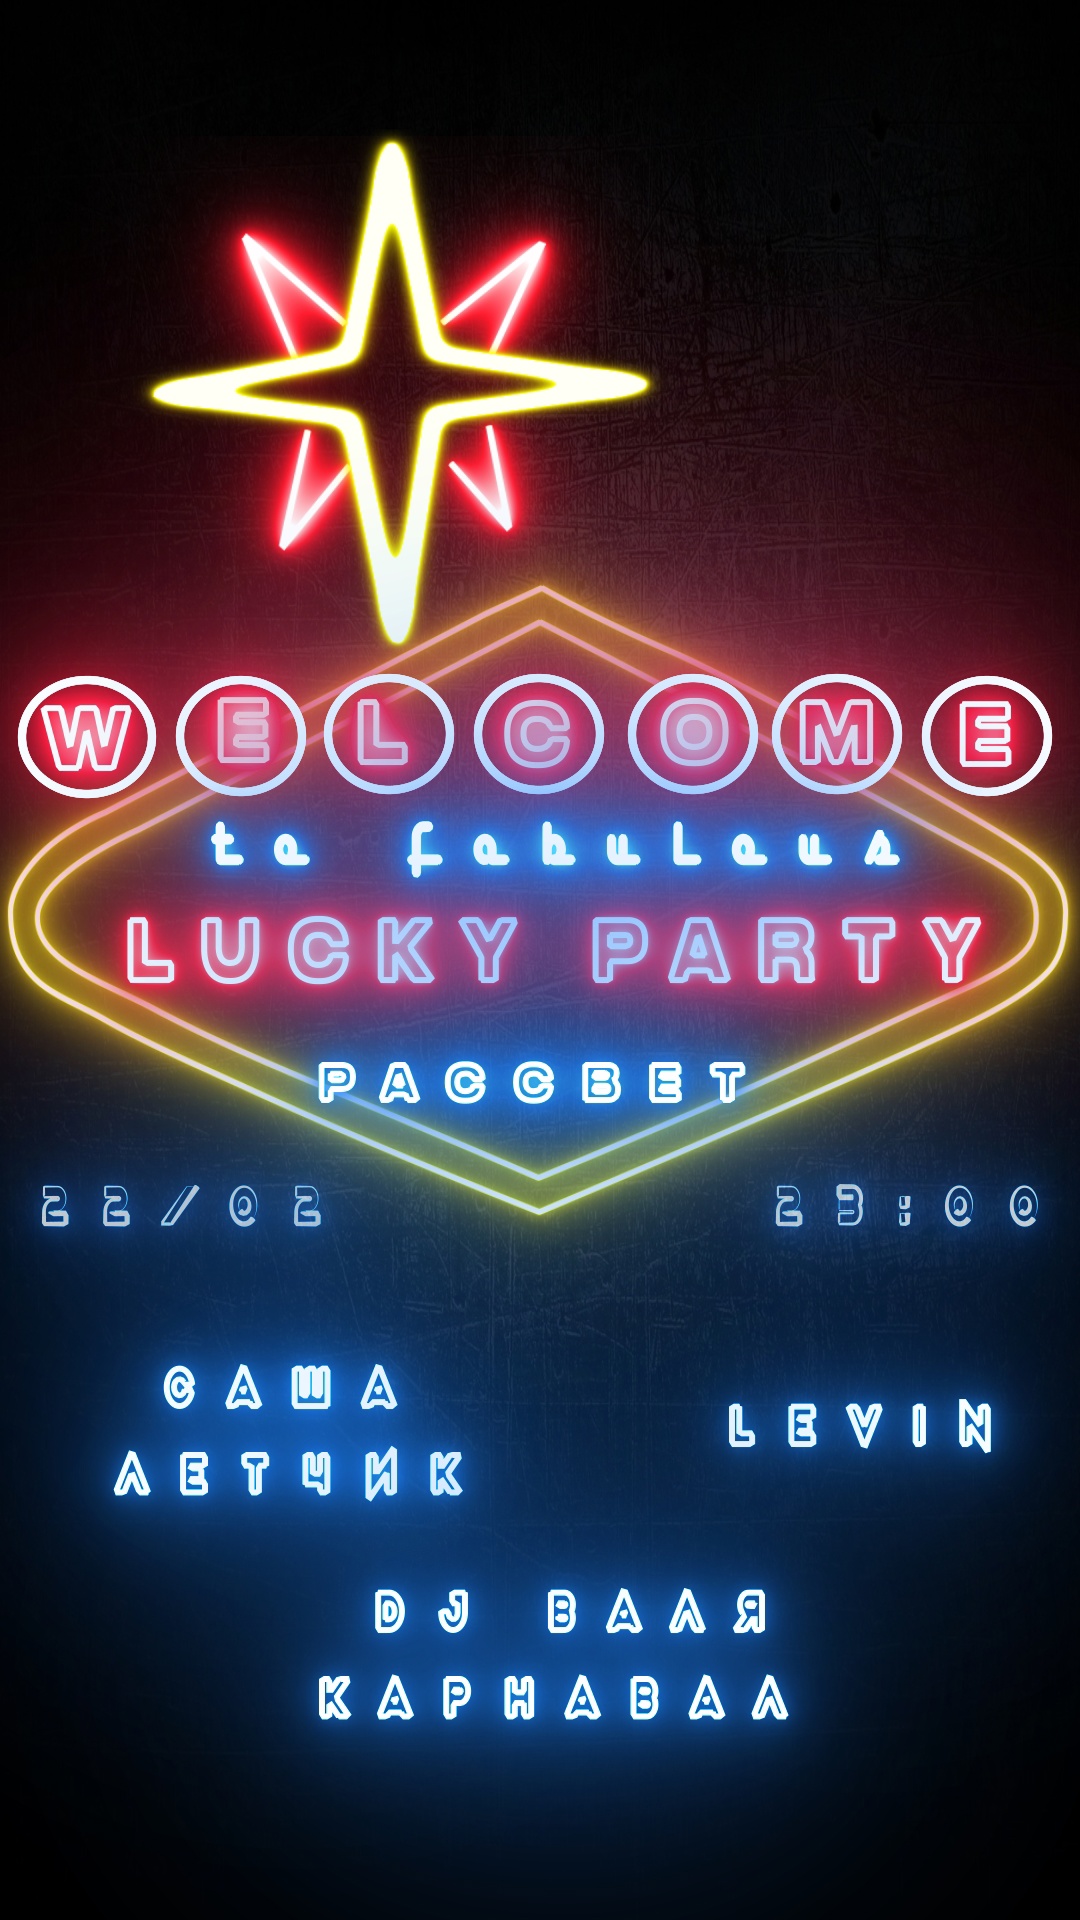 WELCOME
to fabulous
LUCKY PARTY
РАССВЕТ
22/02 23:00
САША
ЛЕТЧИК
LEVIN
DJ ВАЛЯ
КАРНАВАЛ